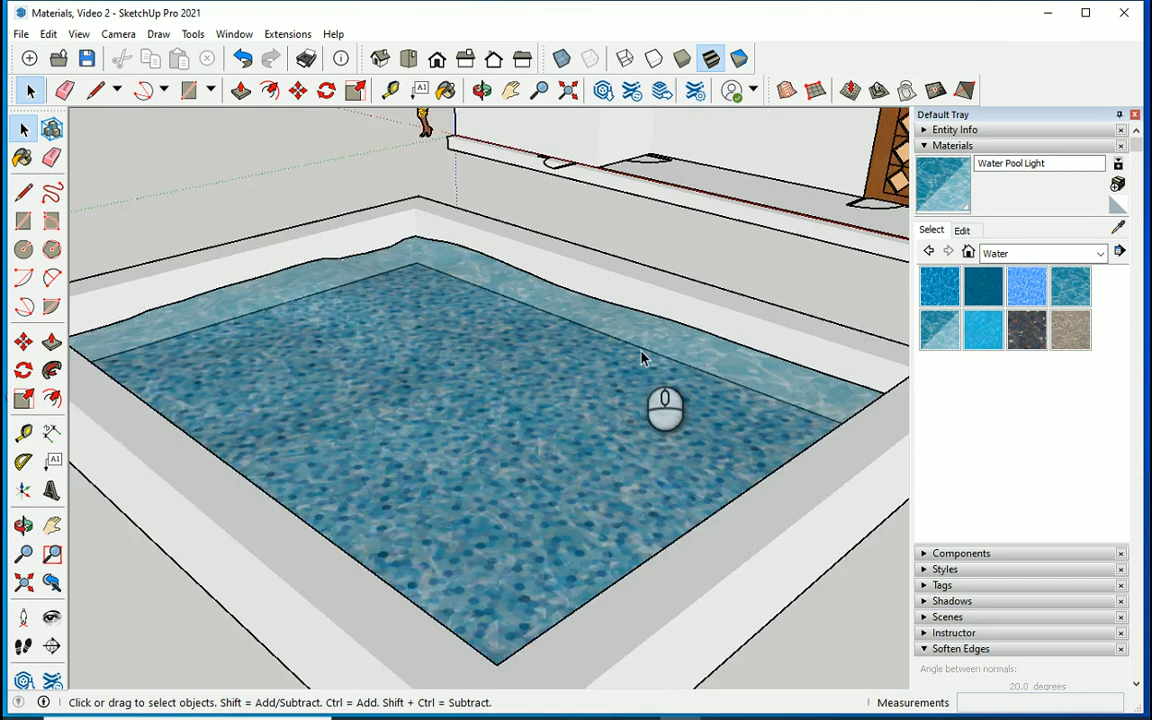 Materials, Video 2 - SketchUp Pro 2021
File Edit View Camera Draw Tools Window Extensions Help
Default Tray
Entity Info
Materials
Water Pool Light
Select Edit
Water
Components
Styles
Tags
Shadows
Scenes
Instructor
Soften Edges
Angle between normals:
20.0 degrees
Click or drag to select objects. Shift = Add/Subtract. Ctrl = Add. Shift + Ctrl = Subtract.
Measurements